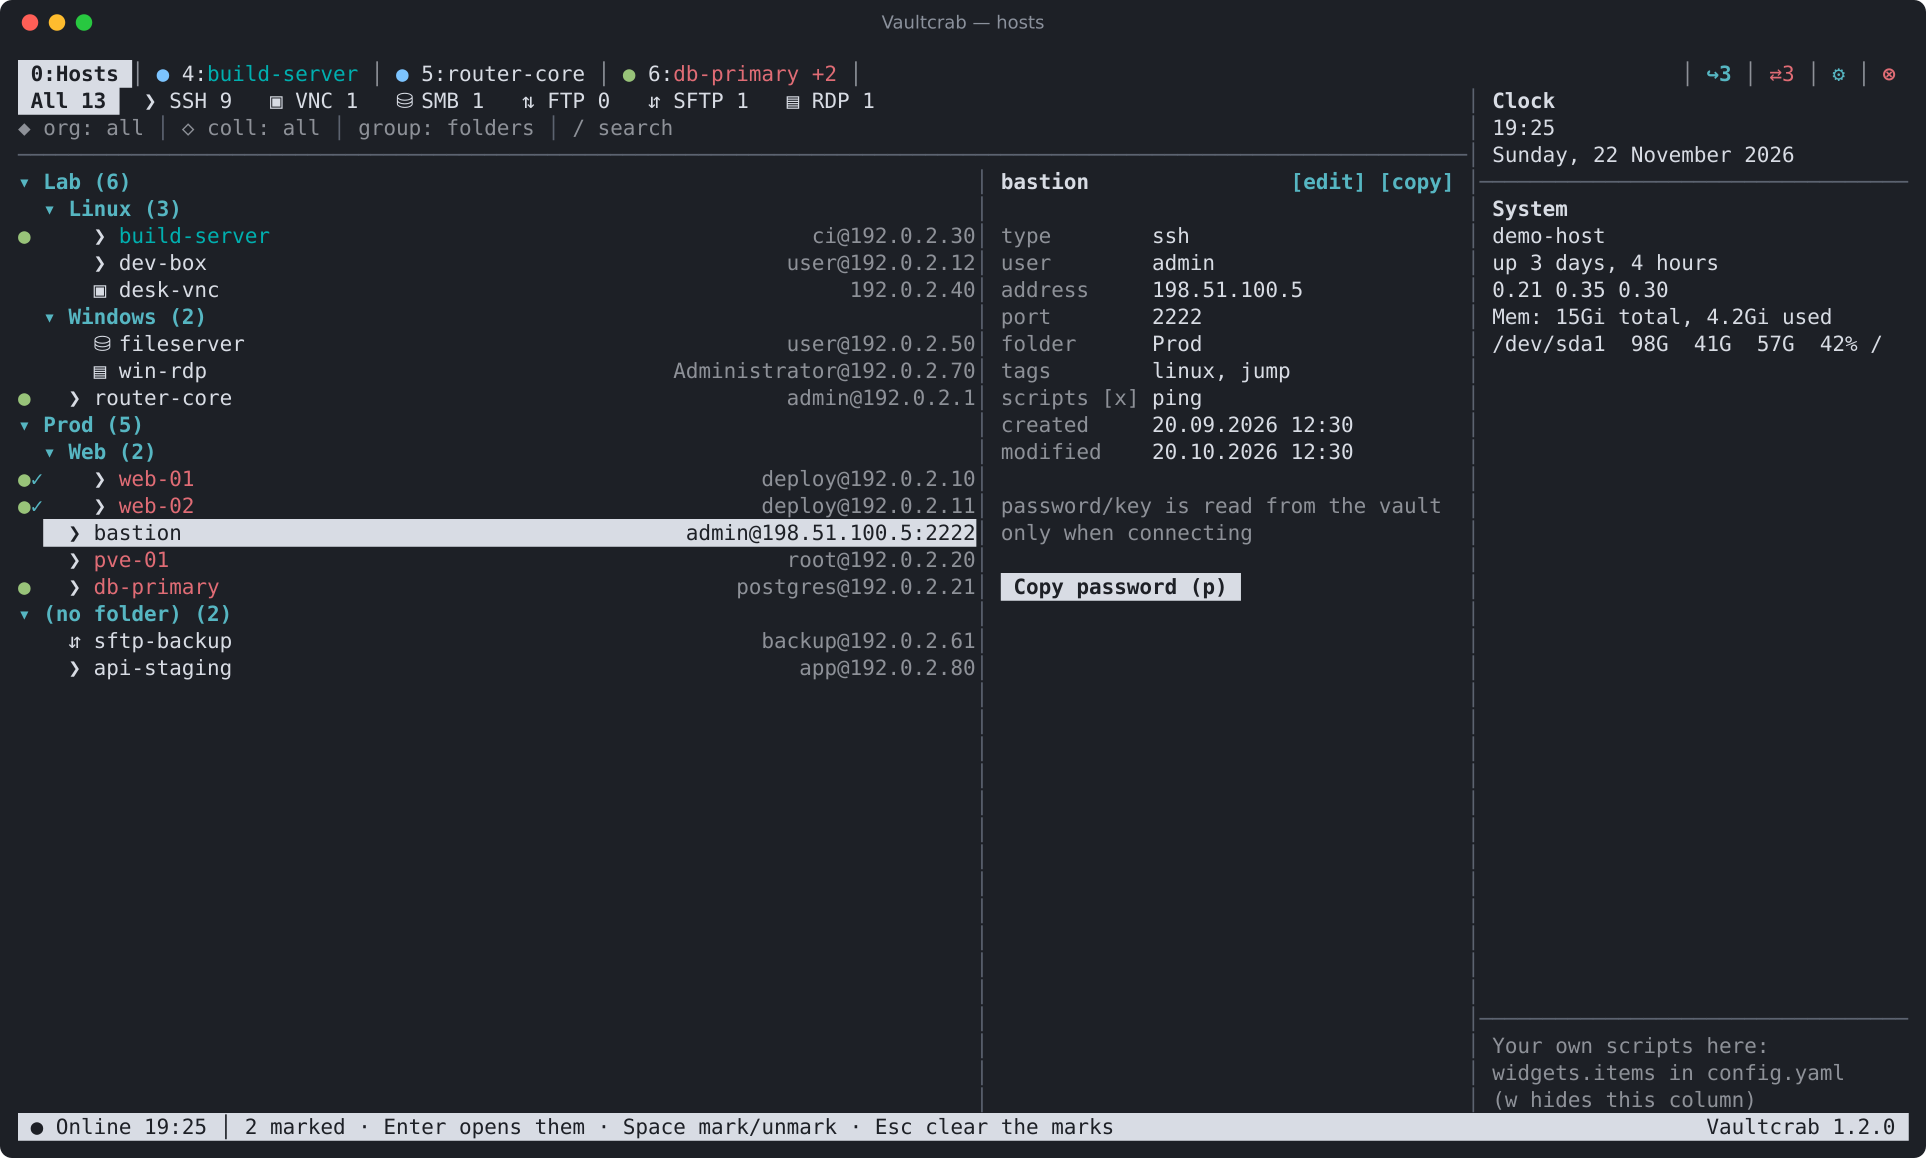 Vaultcrab — hosts
0:Hosts │ ● 4:build-server │ ● 5:router-core │ ● 6:db-primary +2 │ │ ↪3 │ ⇄3 │ ⚙ │ ⊗
All 13 ❯ SSH 9 ▣ VNC 1 ⛁ SMB 1 ⇅ FTP 0 ⇵ SFTP 1 ▤ RDP 1
◆ org: all │ ◇ coll: all │ group: folders │ / search
▾ Lab (6)
▾ Linux (3)
● ❯ build-server ci@192.0.2.30
❯ dev-box user@192.0.2.12
▣ desk-vnc 192.0.2.40
▾ Windows (2)
⛁ fileserver user@192.0.2.50
▤ win-rdp Administrator@192.0.2.70
● ❯ router-core admin@192.0.2.1
▾ Prod (5)
▾ Web (2)
●✓ ❯ web-01 deploy@192.0.2.10
●✓ ❯ web-02 deploy@192.0.2.11
❯ bastion admin@198.51.100.5:2222
❯ pve-01 root@192.0.2.20
● ❯ db-primary postgres@192.0.2.21
▾ (no folder) (2)
⇵ sftp-backup backup@192.0.2.61
❯ api-staging app@192.0.2.80
bastion [edit] [copy]
type ssh
user admin
address 198.51.100.5
port 2222
folder Prod
tags linux, jump
scripts [x] ping
created 20.09.2026 12:30
modified 20.10.2026 12:30
password/key is read from the vault
only when connecting
Copy password (p)
Clock
19:25
Sunday, 22 November 2026
System
demo-host
up 3 days, 4 hours
0.21 0.35 0.30
Mem: 15Gi total, 4.2Gi used
/dev/sda1 98G 41G 57G 42% /
Your own scripts here:
widgets.items in config.yaml
(w hides this column)
● Online 19:25 │ 2 marked · Enter opens them · Space mark/unmark · Esc clear the marks Vaultcrab 1.2.0